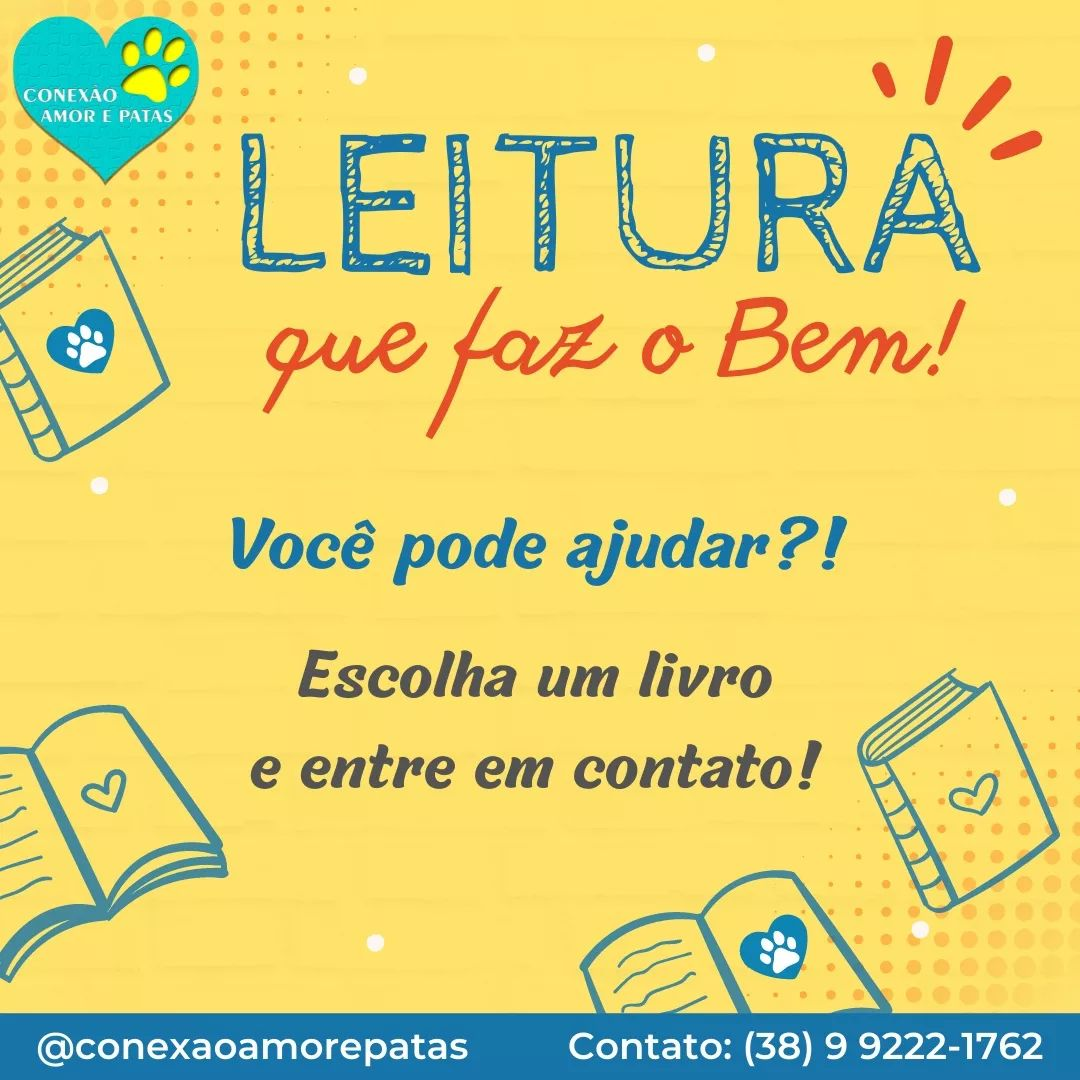 CONEXÃO
AMOR E PATAS
LEITURA
que faz o Bem!
Você pode ajudar?!
Escolha um livro
e entre em contato!
@conexaoamorepatas
Contato: (38) 9 9222-1762